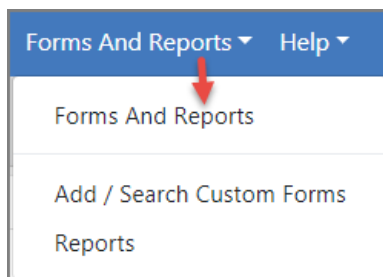 Forms And Reports Help
Forms And Reports
Add / Search Custom Forms
Reports